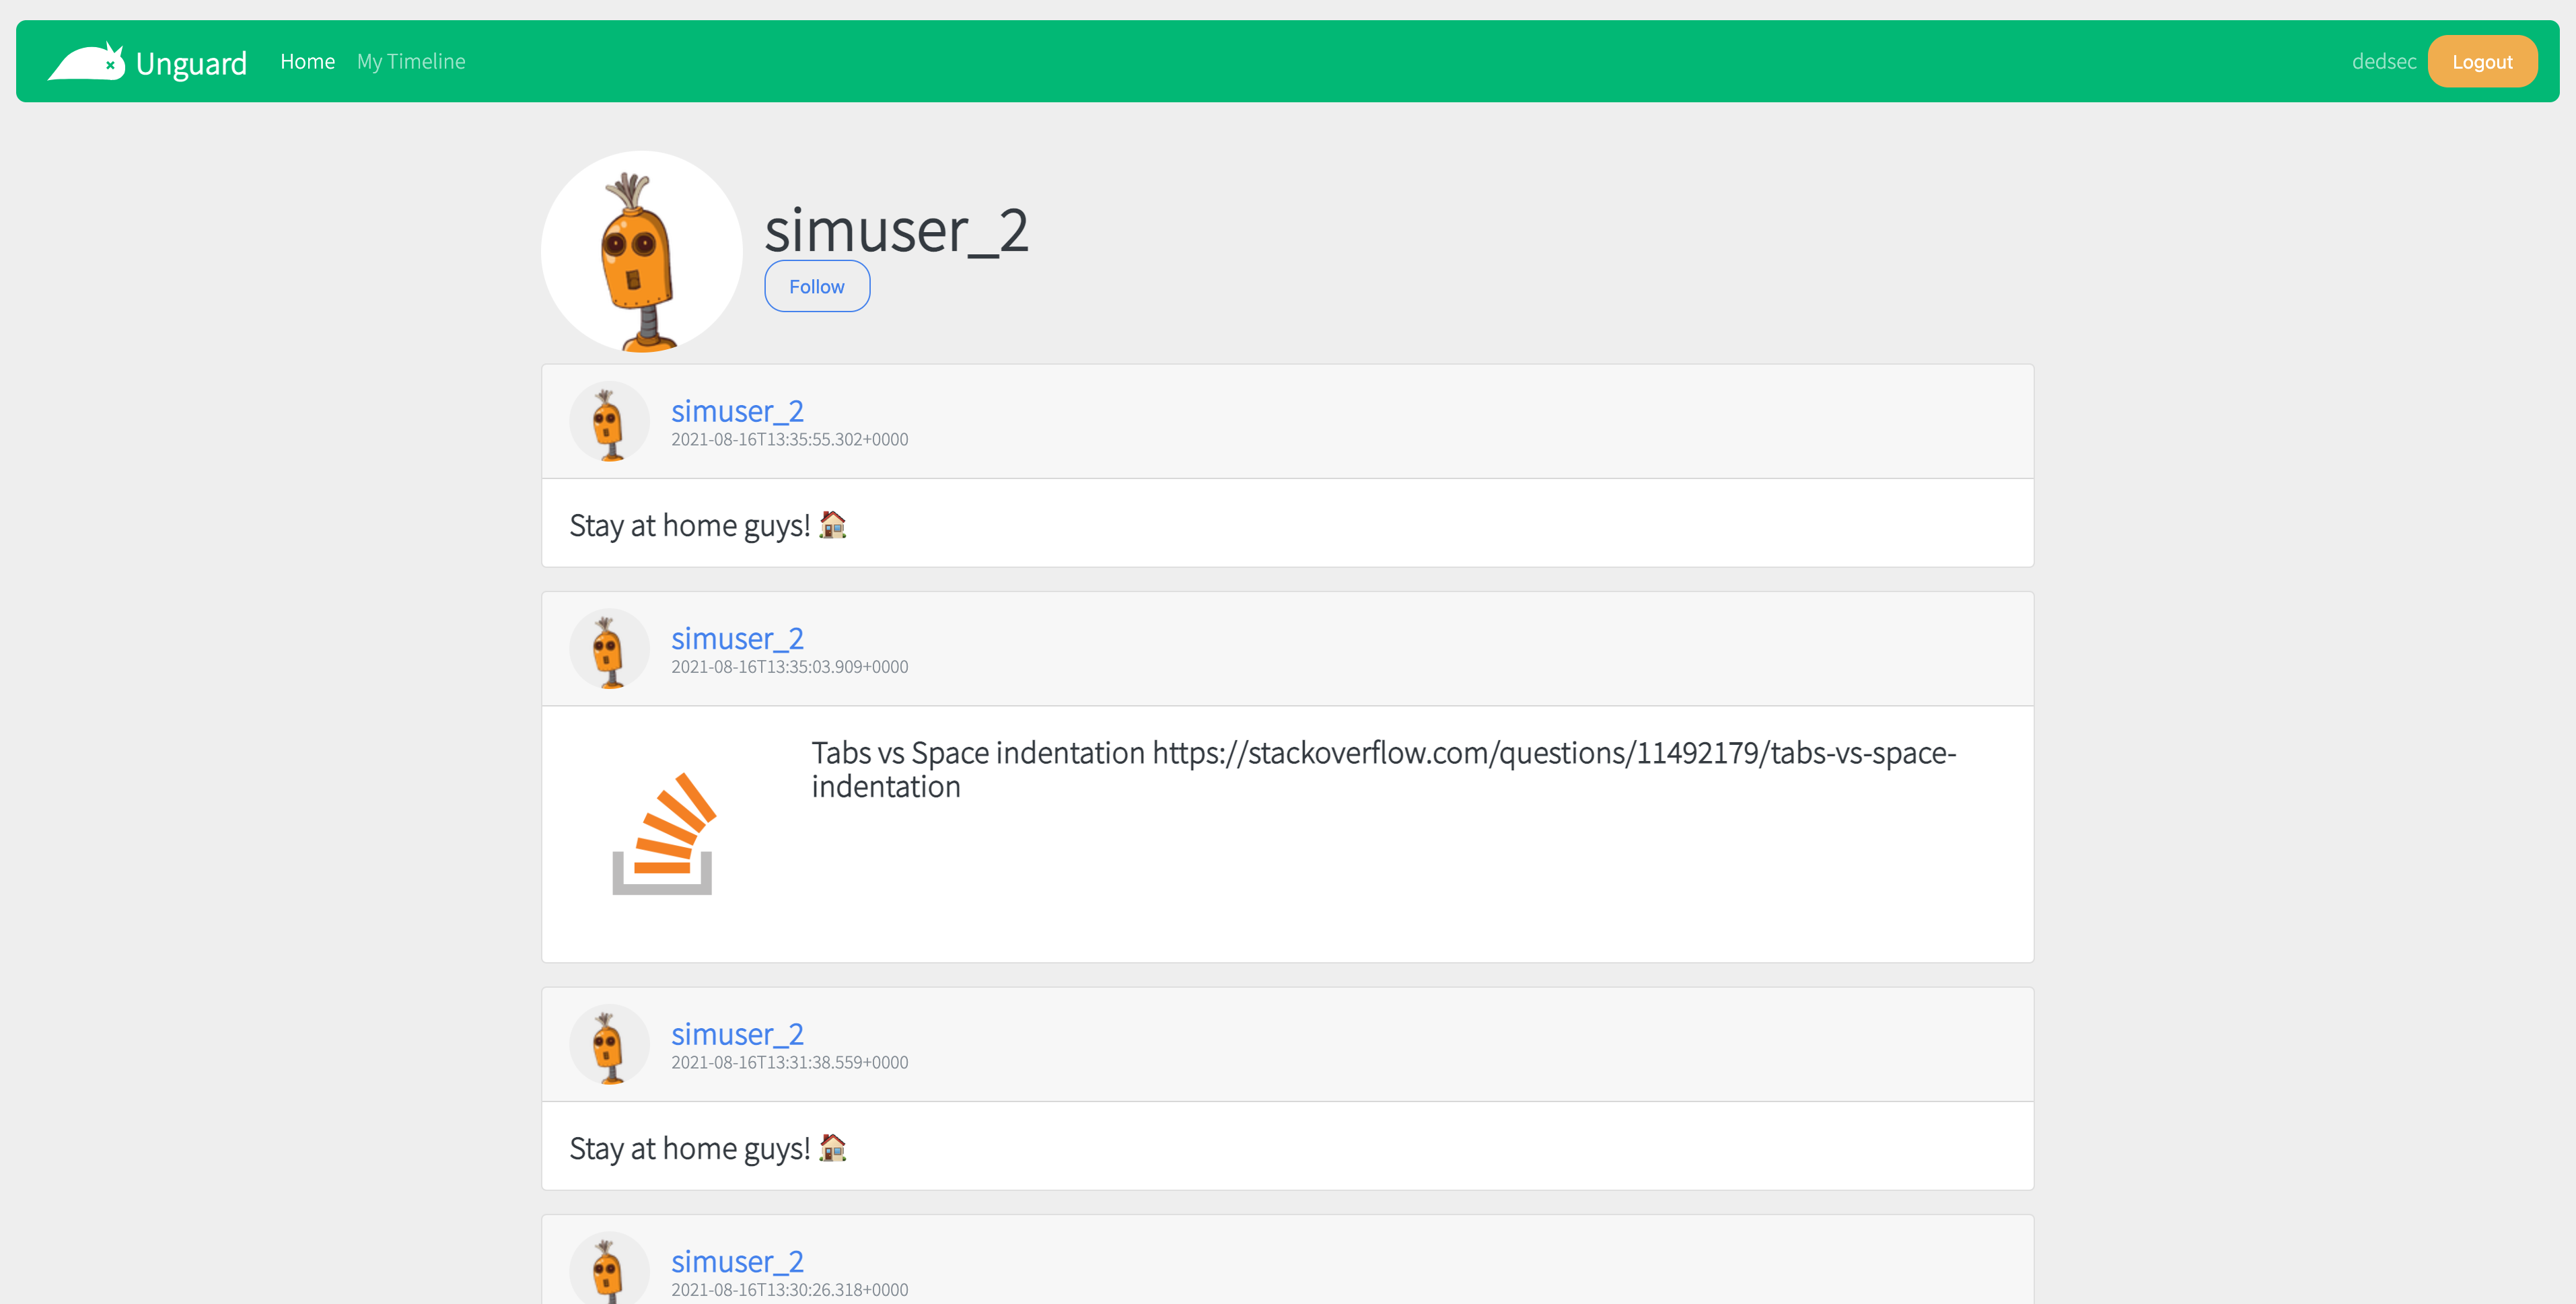 Unguard Home My Timeline dedsec Logout
simuser_2
Follow
simuser_2
2021-08-16T13:35:55.302+0000
Stay at home guys! 🏠
simuser_2
2021-08-16T13:35:03.909+0000
Tabs vs Space indentation https://stackoverflow.com/questions/11492179/tabs-vs-space-
indentation
simuser_2
2021-08-16T13:31:38.559+0000
Stay at home guys! 🏠
simuser_2
2021-08-16T13:30:26.318+0000